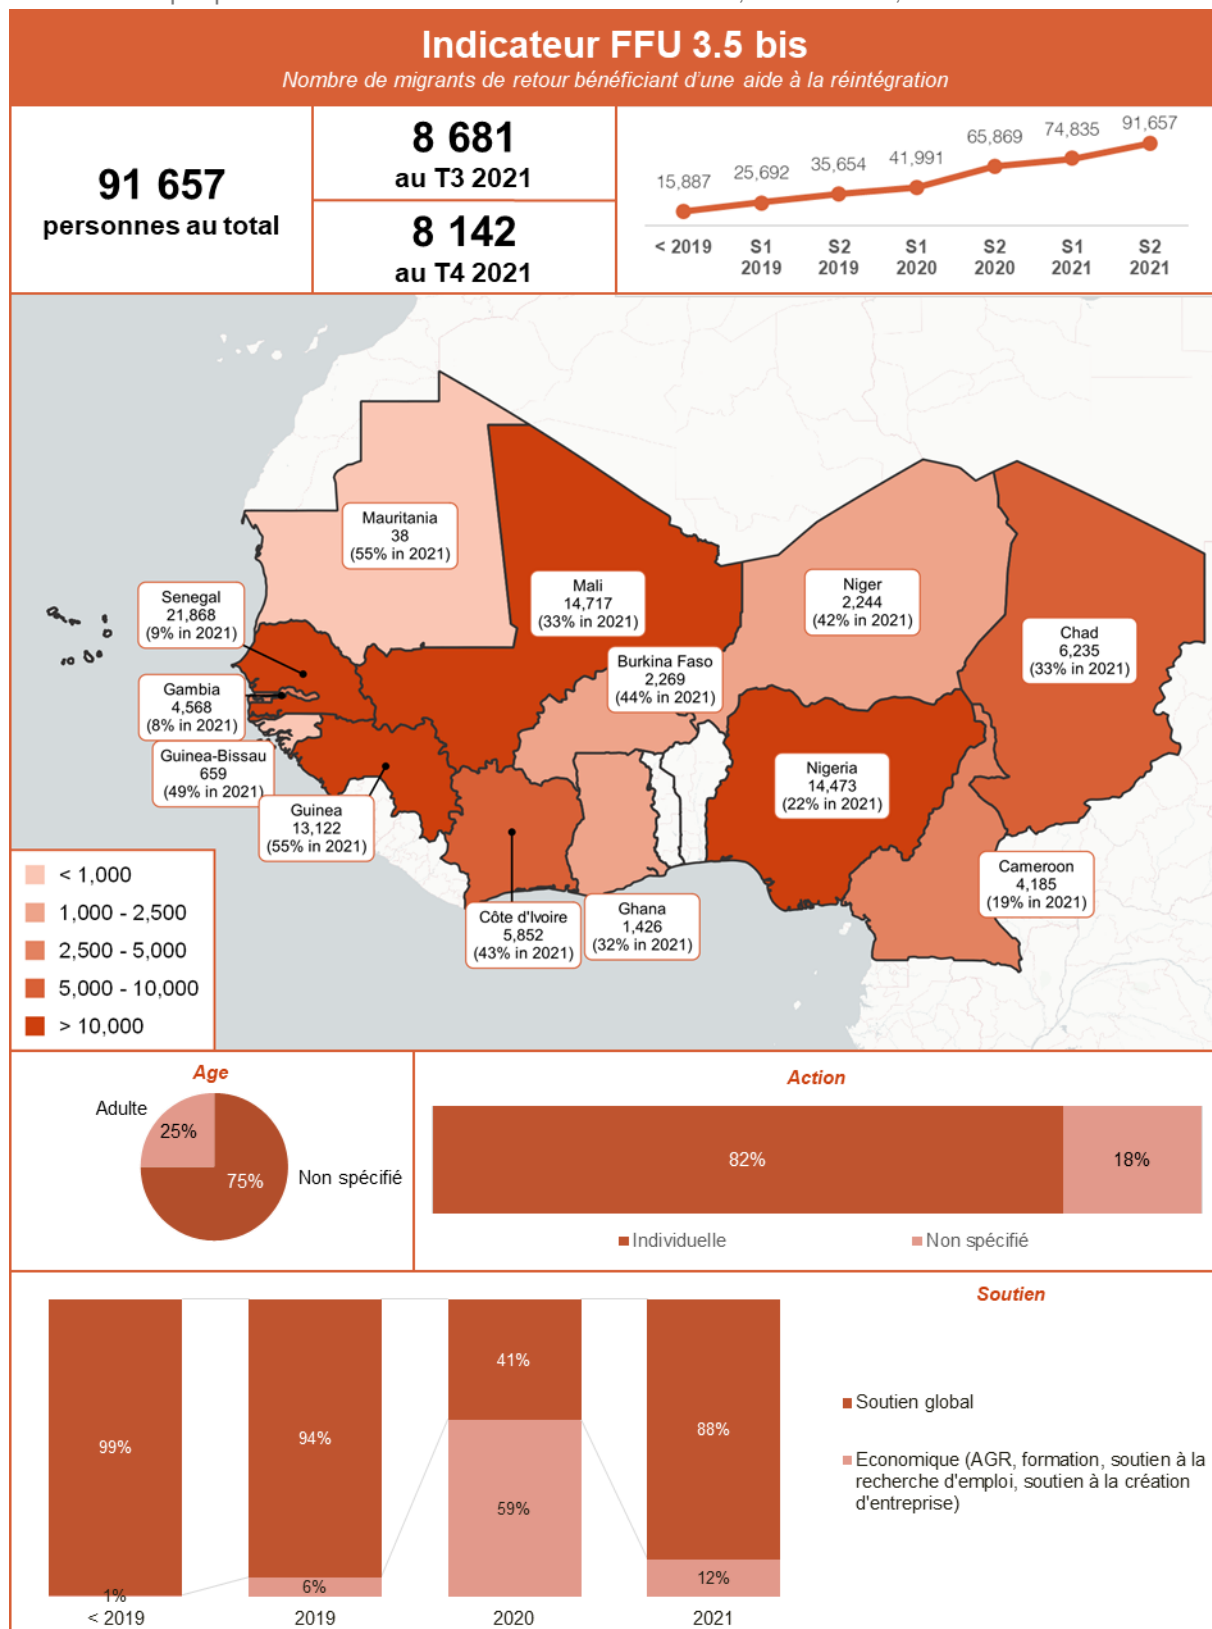 Indicateur FFU 3.5 bis
Nombre de migrants de retour bénéficiant d'une aide à la réintégration
91 657
personnes au total
8 681
au T3 2021
8 142
au T4 2021
15,887
25,692
35,654
41,991
65,869
74,835
91,657
< 2019
S1
2019
S2
2019
S1
2020
S2
2020
S1
2021
S2
2021
Mauritania
38
(55% in 2021)
Mali
14,717
(33% in 2021)
Niger
2,244
(42% in 2021)
Chad
6,235
(33% in 2021)
Senegal
21,868
(9% in 2021)
Burkina Faso
2,269
(44% in 2021)
Gambia
4,568
(8% in 2021)
Guinea-Bissau
659
(49% in 2021)
Guinea
13,122
(55% in 2021)
Nigeria
14,473
(22% in 2021)
Cameroon
4,185
(19% in 2021)
Côte d'Ivoire
5,852
(43% in 2021)
Ghana
1,426
(32% in 2021)
< 1,000
1,000 - 2,500
2,500 - 5,000
5,000 - 10,000
> 10,000
Age
Adulte
25%
75%
Non spécifié
Action
82%
18%
Individuelle
Non spécifié
Soutien
99%
1%
< 2019
94%
6%
2019
41%
59%
2020
88%
12%
2021
Soutien global
Economique (AGR, formation, soutien à la
recherche d'emploi, soutien à la création
d'entreprise)